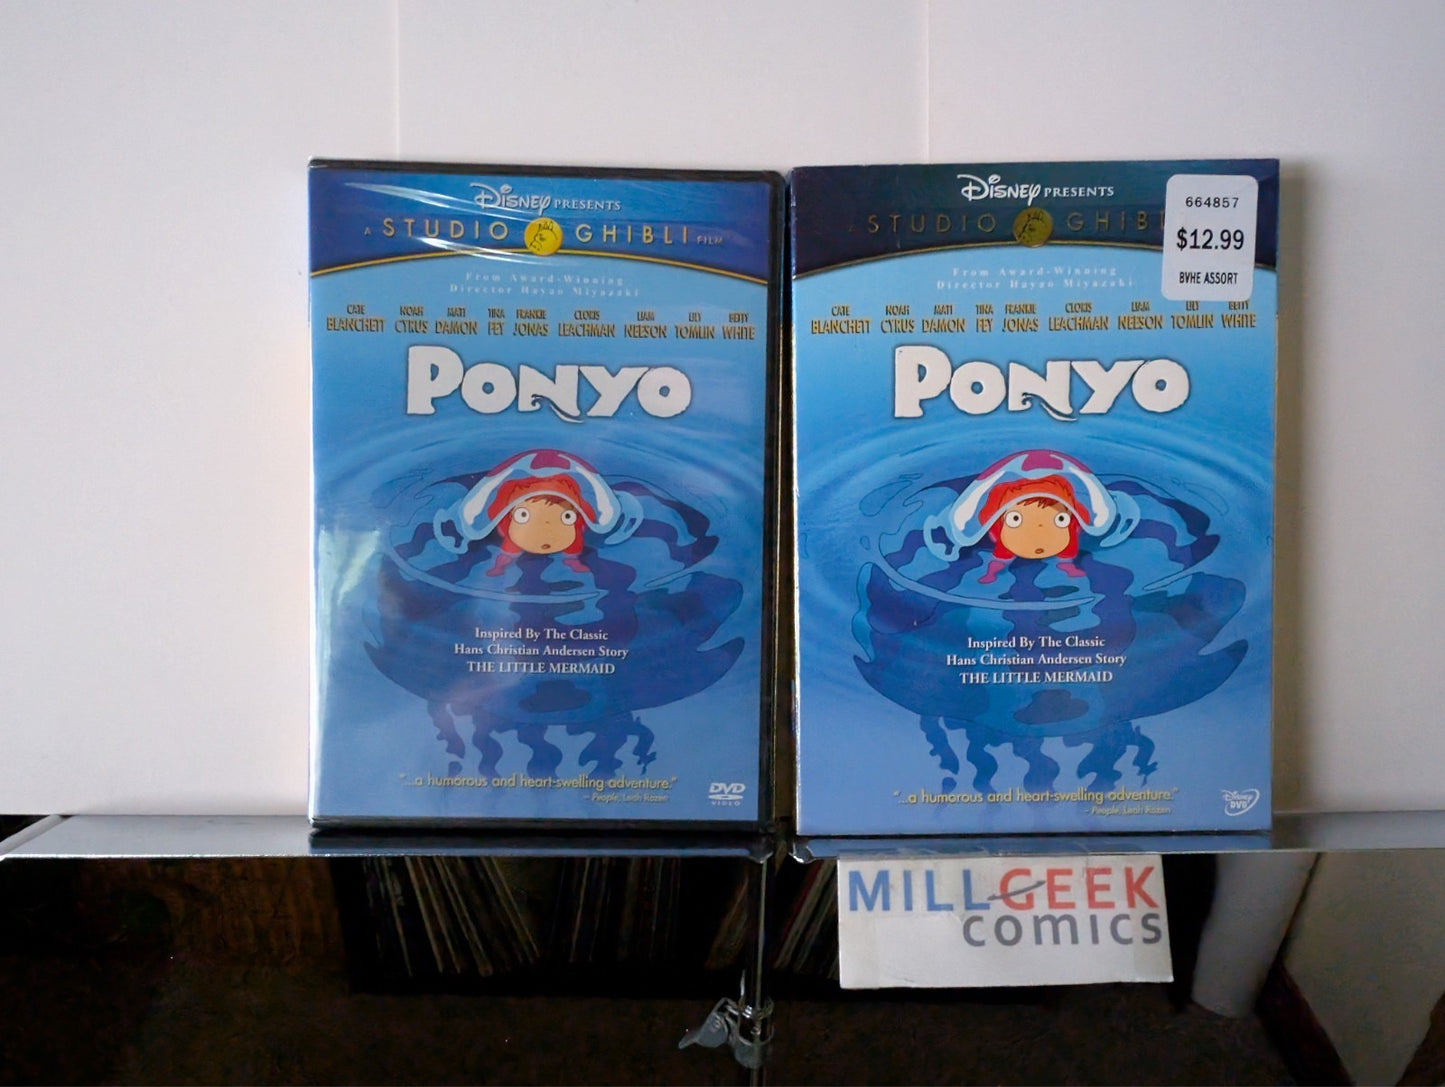 Disney PRESENTS
A STUDIO GHIBLI FILM
From Award-Winning
Director Hayao Miyazaki
CATE BLANCHETT NOAH CYRUS MATT DAMON TINA FEY FRANKIE JONAS CLORIS LEACHMAN LIAM NEESON LILY TOMLIN BETTY WHITE
PONYO
Inspired By The Classic
Hans Christian Andersen Story
THE LITTLE MERMAID
"...a humorous and heart-swelling adventure."
– People, Leah Rozen
DVD
VIDEO
Disney PRESENTS
A STUDIO GHIBL
664857
$12.99
BVHE ASSORT
From Award-Winning
Director Hayao Miyazaki
CATE BLANCHETT NOAH CYRUS MATT DAMON TINA FEY FRANKIE JONAS CLORIS LEACHMAN LIAM NEESON LILY TOMLIN BETTY WHITE
PONYO
Inspired By The Classic
Hans Christian Andersen Story
THE LITTLE MERMAID
"...a humorous and heart-swelling adventure."
– People, Leah Rozen
Disney
DVD
MILLGEEK
COMICS